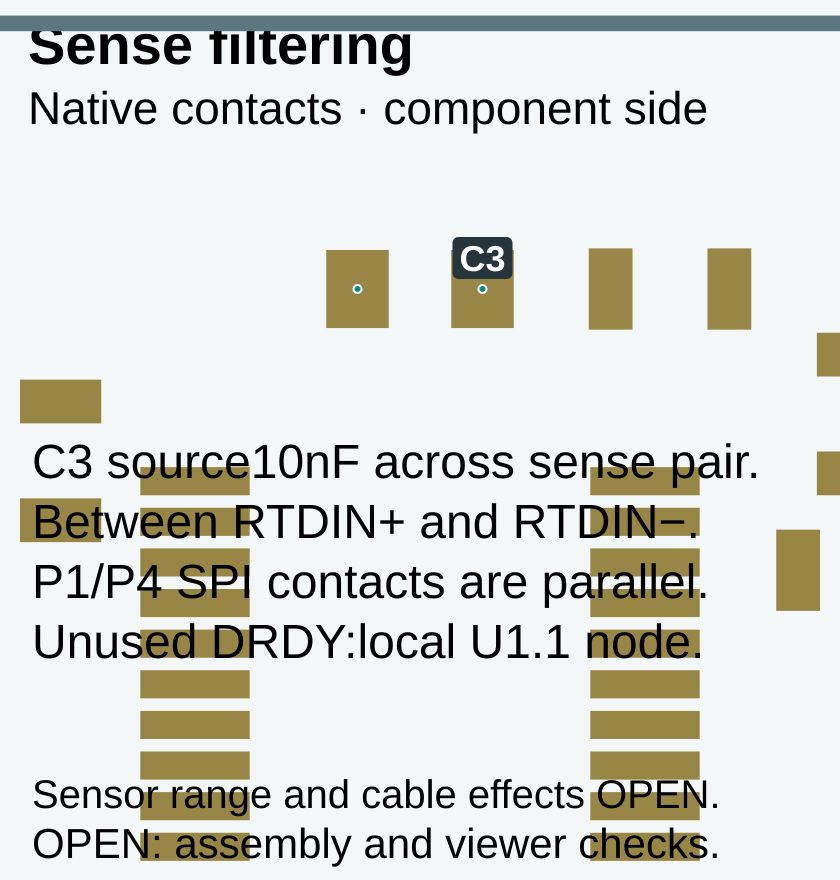 Sense filtering
Native contacts · component side
C3
C3 source10nF across sense pair.
Between RTDIN+ and RTDIN−.
P1/P4 SPI contacts are parallel.
Unused DRDY:local U1.1 node.
Sensor range and cable effects OPEN.
OPEN: assembly and viewer checks.